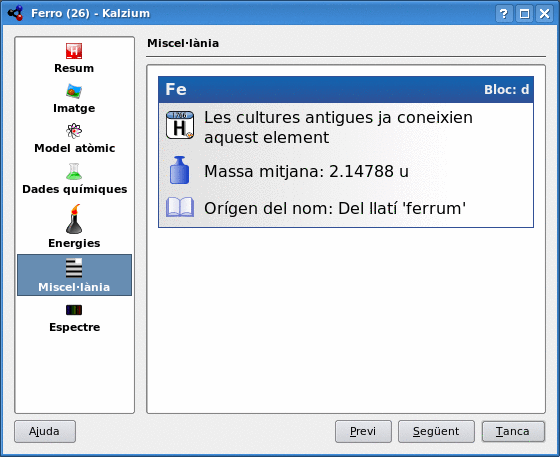 Ferro (26) - Kalzium
Resum
Imatge
Model atòmic
Dades químiques
Energies
Miscel·lània
Espectre
Miscel·lània
Fe
Bloc: d
1766
H
Les cultures antigues ja coneixien
aquest element
Massa mitjana: 2.14788 u
Orígen del nom: Del llatí 'ferrum'
Ajuda
Previ
Següent
Tanca